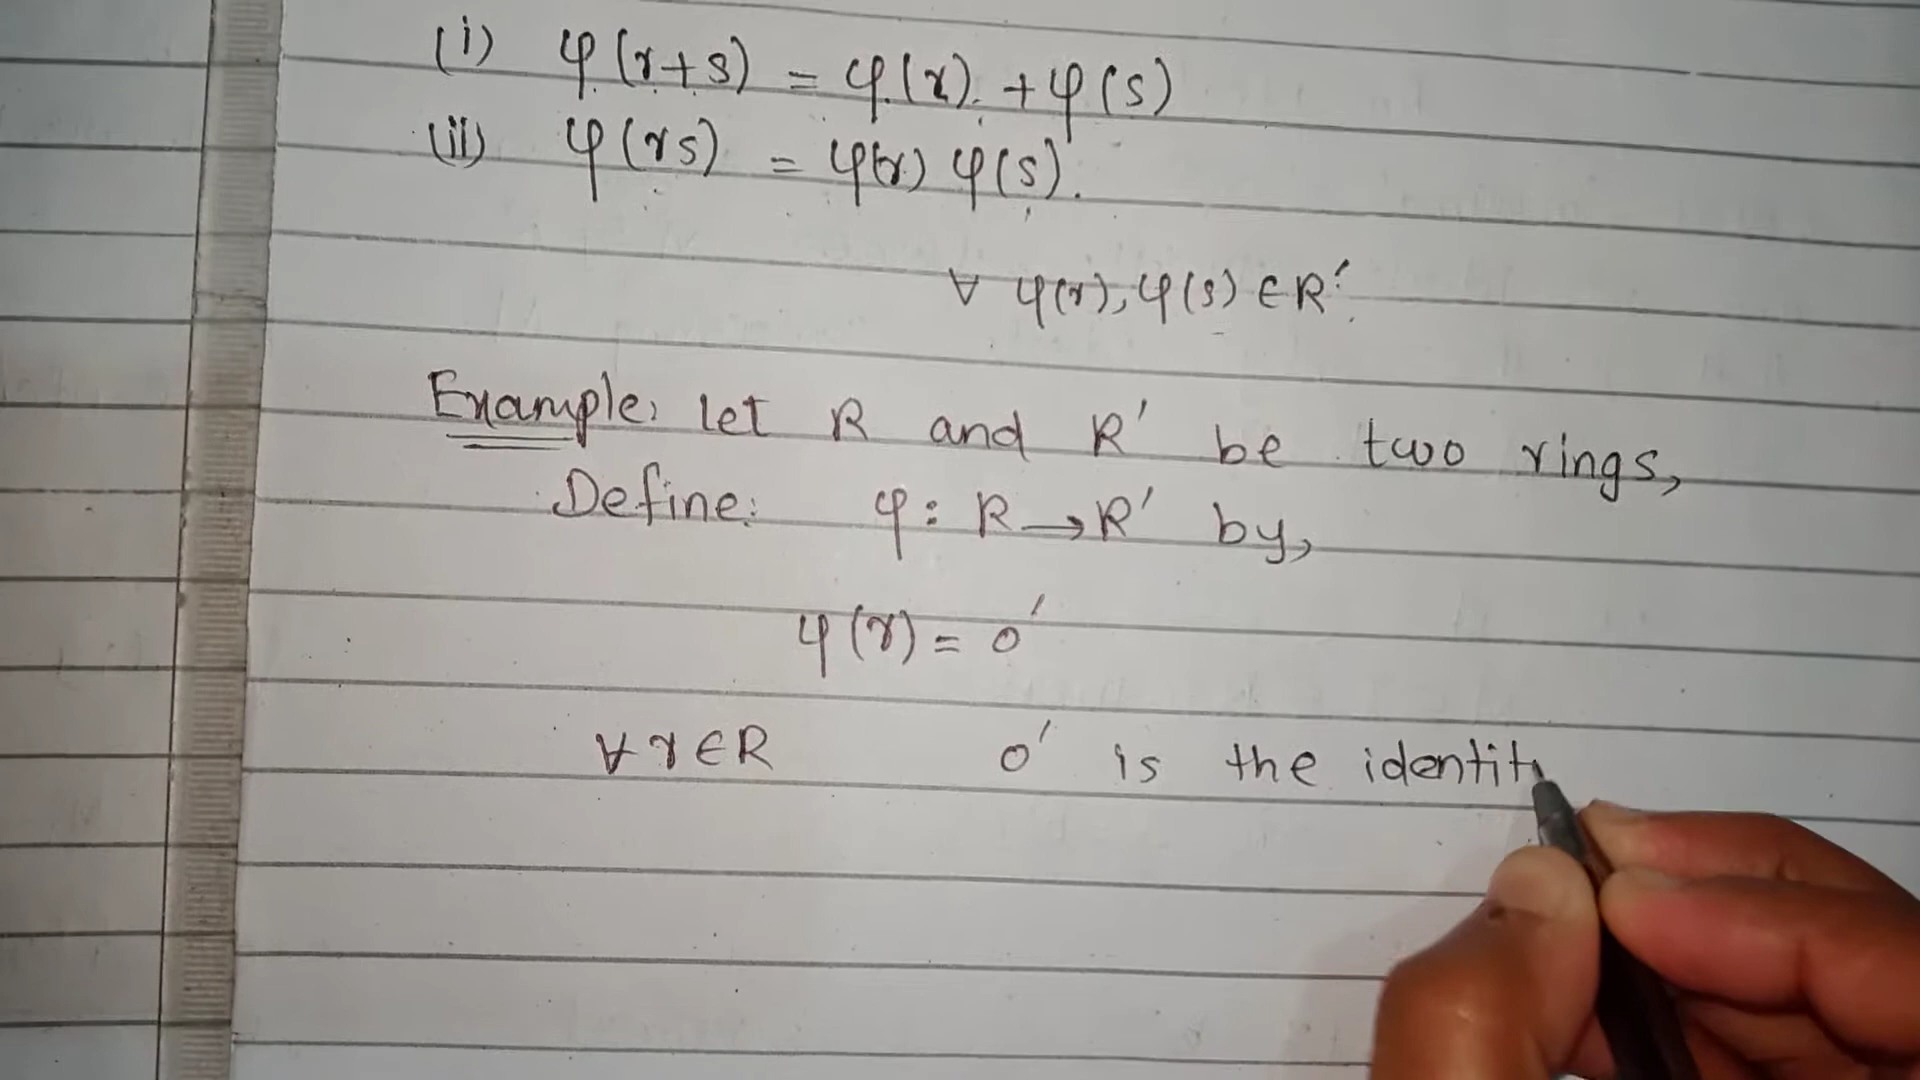 (i) φ(r+s) = φ(r) + φ(s)
(ii) φ(rs) = φ(r) φ(s).
∀ φ(r), φ(s) ∈ R'.
Example: let R and R' be two rings,
Define: φ: R → R' by,
φ(r) = 0'
∀ r ∈ R 0' is the identit